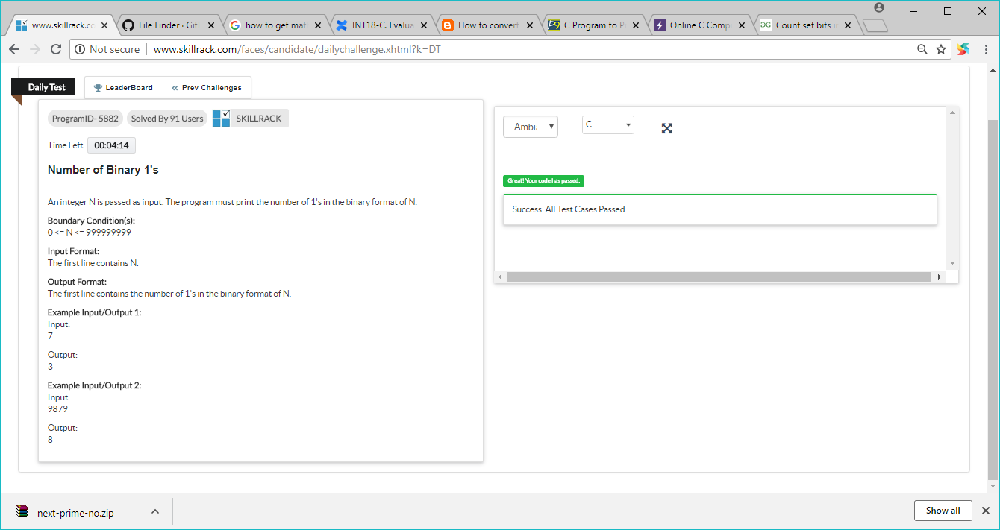 www.skillrack.co
File Finder · Gith
how to get mat
INT18-C. Evalua
How to convert
C Program to P
Online C Comp
Count set bits in
Not secure
www.skillrack.com/faces/candidate/dailychallenge.xhtml?k=DT
Daily Test
LeaderBoard
« Prev Challenges
ProgramID- 5882
Solved By 91 Users
SKILLRACK
Time Left: 00:04:14
Number of Binary 1's
An integer N is passed as input. The program must print the number of 1's in the binary format of N.
Boundary Condition(s):
0 <= N <= 999999999
Input Format:
The first line contains N.
Output Format:
The first line contains the number of 1's in the binary format of N.
Example Input/Output 1:
Input:
7
Output:
3
Example Input/Output 2:
Input:
9879
Output:
8
Ambi
C
Great! Your code has passed.
Success. All Test Cases Passed.
next-prime-no.zip
Show all